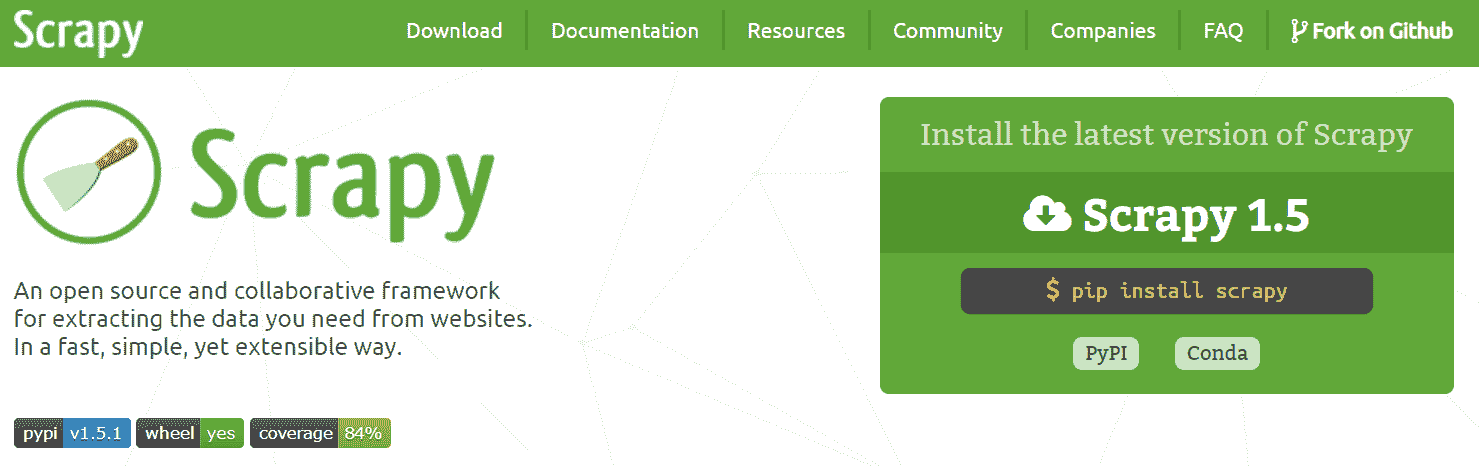 Scrapy
Download Documentation Resources Community Companies FAQ Fork on Github
Scrapy
An open source and collaborative framework
for extracting the data you need from websites.
In a fast, simple, yet extensible way.
pypi v1.5.1 wheel yes coverage 84%
Install the latest version of Scrapy
Scrapy 1.5
$ pip install scrapy
PyPI Conda